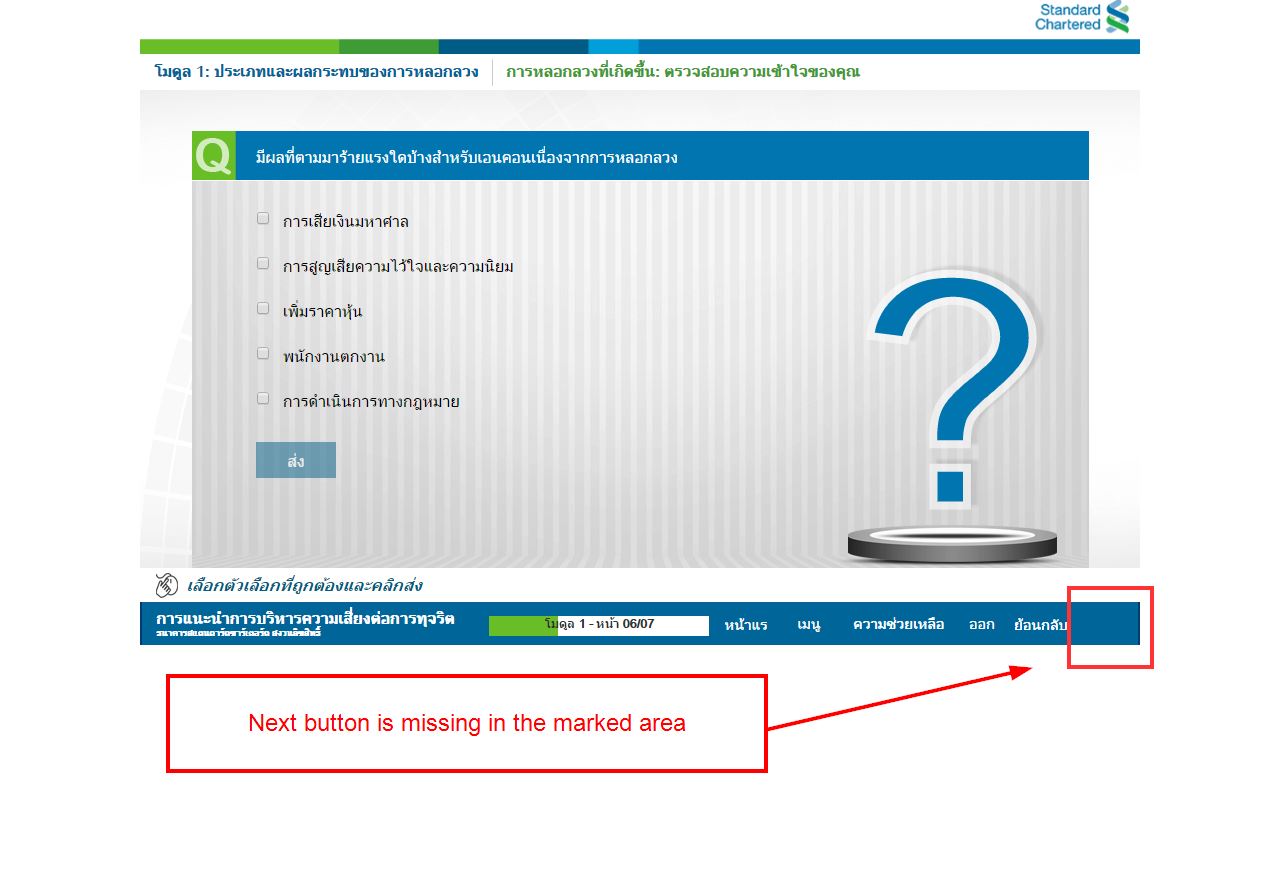 Standard
Chartered
โมดูล 1: ประเภทและผลกระทบของการหลอกลวง
การหลอกลวงที่เกิดขึ้น: ตรวจสอบความเข้าใจของคุณ
Q
มีผลที่ตามมาร้ายแรงใดบ้างสำหรับเอนคอนเนื่องจากการหลอกลวง
การเสียเงินมหาศาล
การสูญเสียความไว้ใจและความนิยม
เพิ่มราคาหุ้น
พนักงานตกงาน
การดำเนินการทางกฎหมาย
ส่ง
?
เลือกตัวเลือกที่ถูกต้องและคลิกส่ง
การแนะนำการบริหารความเสี่ยงต่อการทุจริต
โมดูล 1 - หน้า 06/07
หน้าแร
เมนู
ความช่วยเหลือ
ออก
ย้อนกลับ
Next button is missing in the marked area